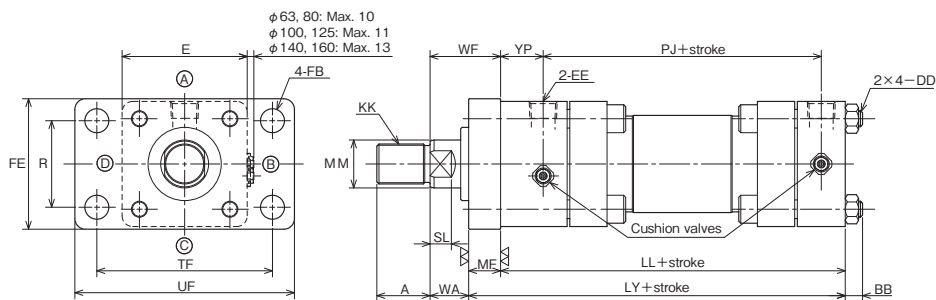 φ63, 80: Max. 10
φ100, 125: Max. 11
φ140, 160: Max. 13
E
WF
YP
PJ+stroke
A
4-FB
2-EE
2×4-DD
KK
FE
R
D
B
MM
C
Cushion valves
SL
TF
MF
LL+stroke
UF
A
WA
LY+stroke
BB